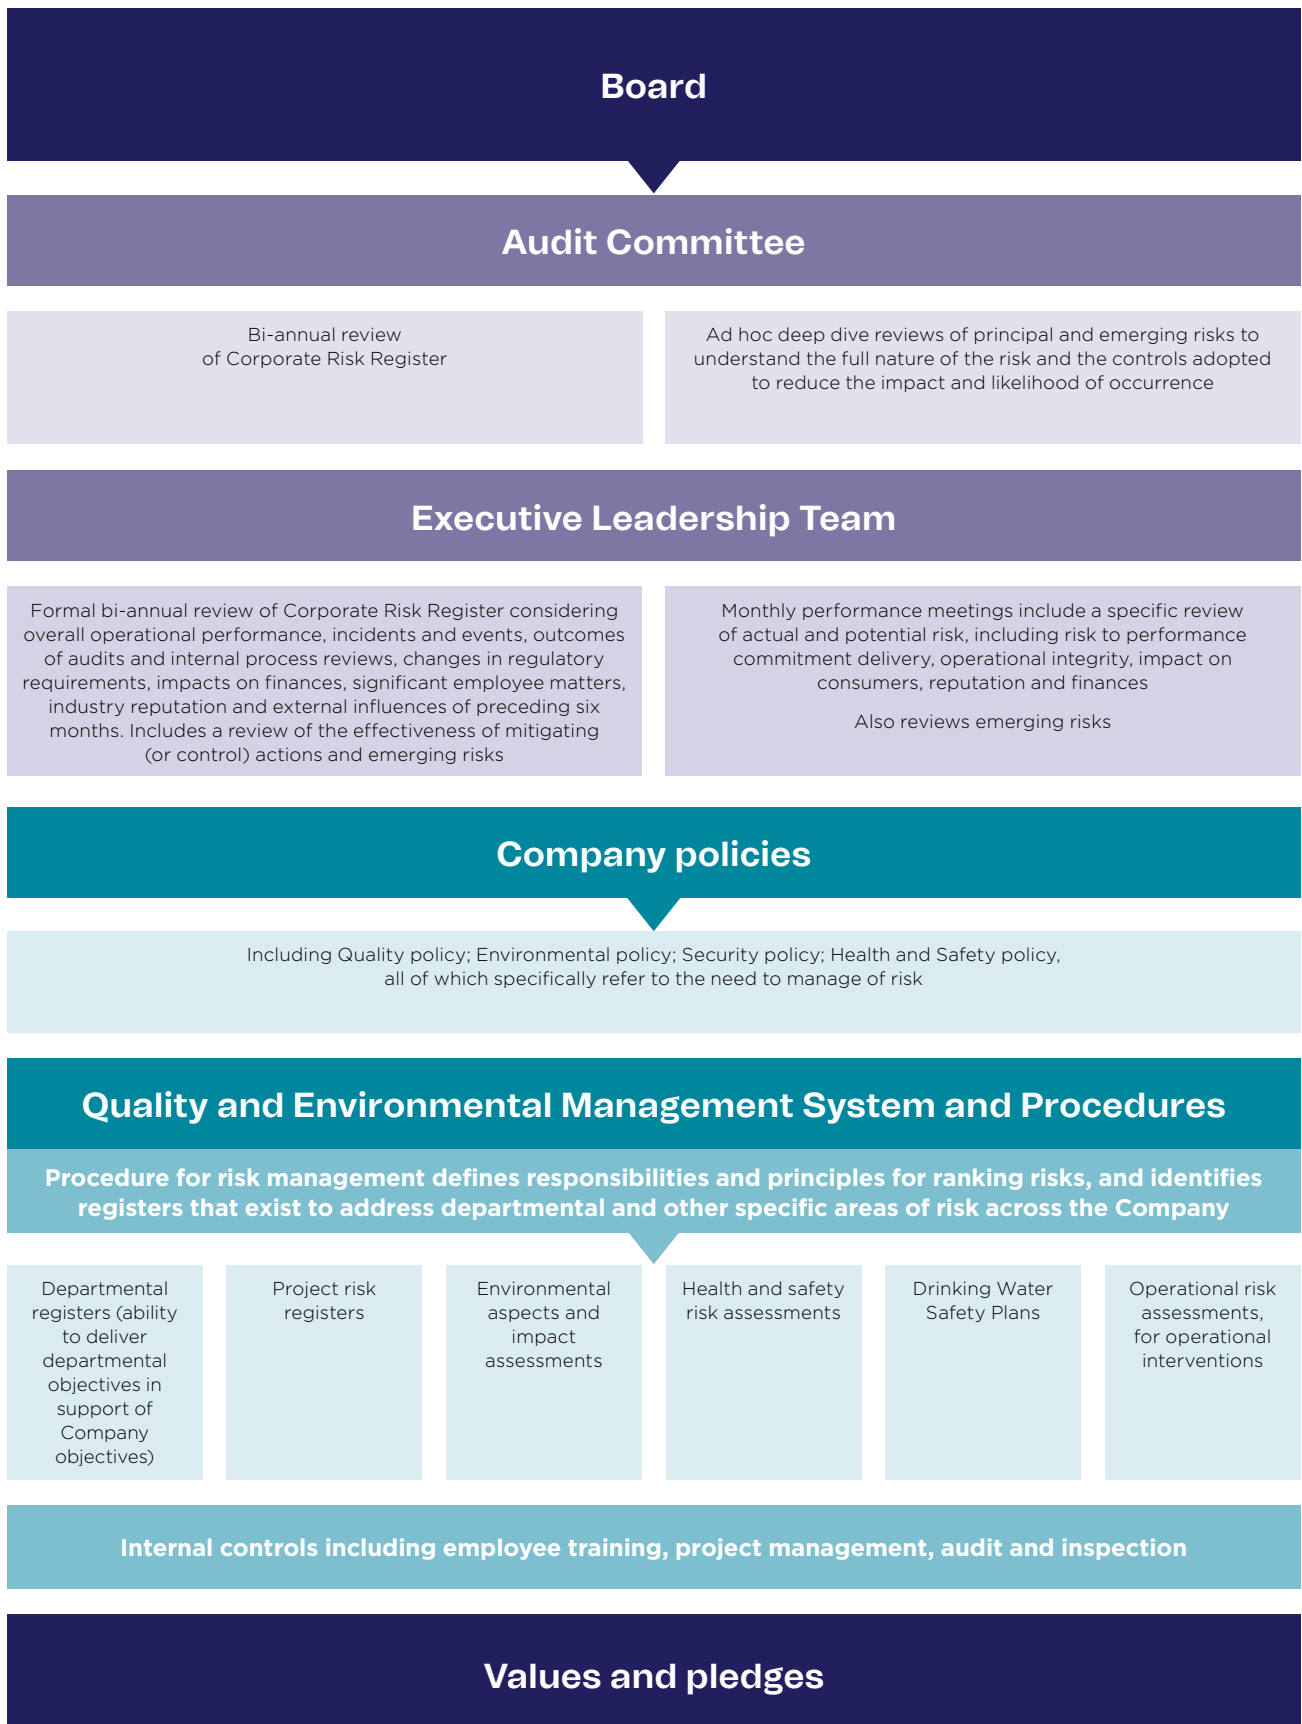 Board
Audit Committee
Bi-annual review
of Corporate Risk Register
Ad hoc deep dive reviews of principal and emerging risks to
understand the full nature of the risk and the controls adopted
to reduce the impact and likelihood of occurrence
Executive Leadership Team
Formal bi-annual review of Corporate Risk Register considering
overall operational performance, incidents and events, outcomes
of audits and internal process reviews, changes in regulatory
requirements, impacts on finances, significant employee matters,
industry reputation and external influences of preceding six
months. Includes a review of the effectiveness of mitigating
(or control) actions and emerging risks
Monthly performance meetings include a specific review
of actual and potential risk, including risk to performance
commitment delivery, operational integrity, impact on
consumers, reputation and finances
Also reviews emerging risks
Company policies
Including Quality policy; Environmental policy; Security policy; Health and Safety policy,
all of which specifically refer to the need to manage of risk
Quality and Environmental Management System and Procedures
Procedure for risk management defines responsibilities and principles for ranking risks, and identifies
registers that exist to address departmental and other specific areas of risk across the Company
Departmental
registers (ability
to deliver
departmental
objectives in
support of
Company
objectives)
Project risk
registers
Environmental
aspects and
impact
assessments
Health and safety
risk assessments
Drinking Water
Safety Plans
Operational risk
assessments,
for operational
interventions
Internal controls including employee training, project management, audit and inspection
Values and pledges